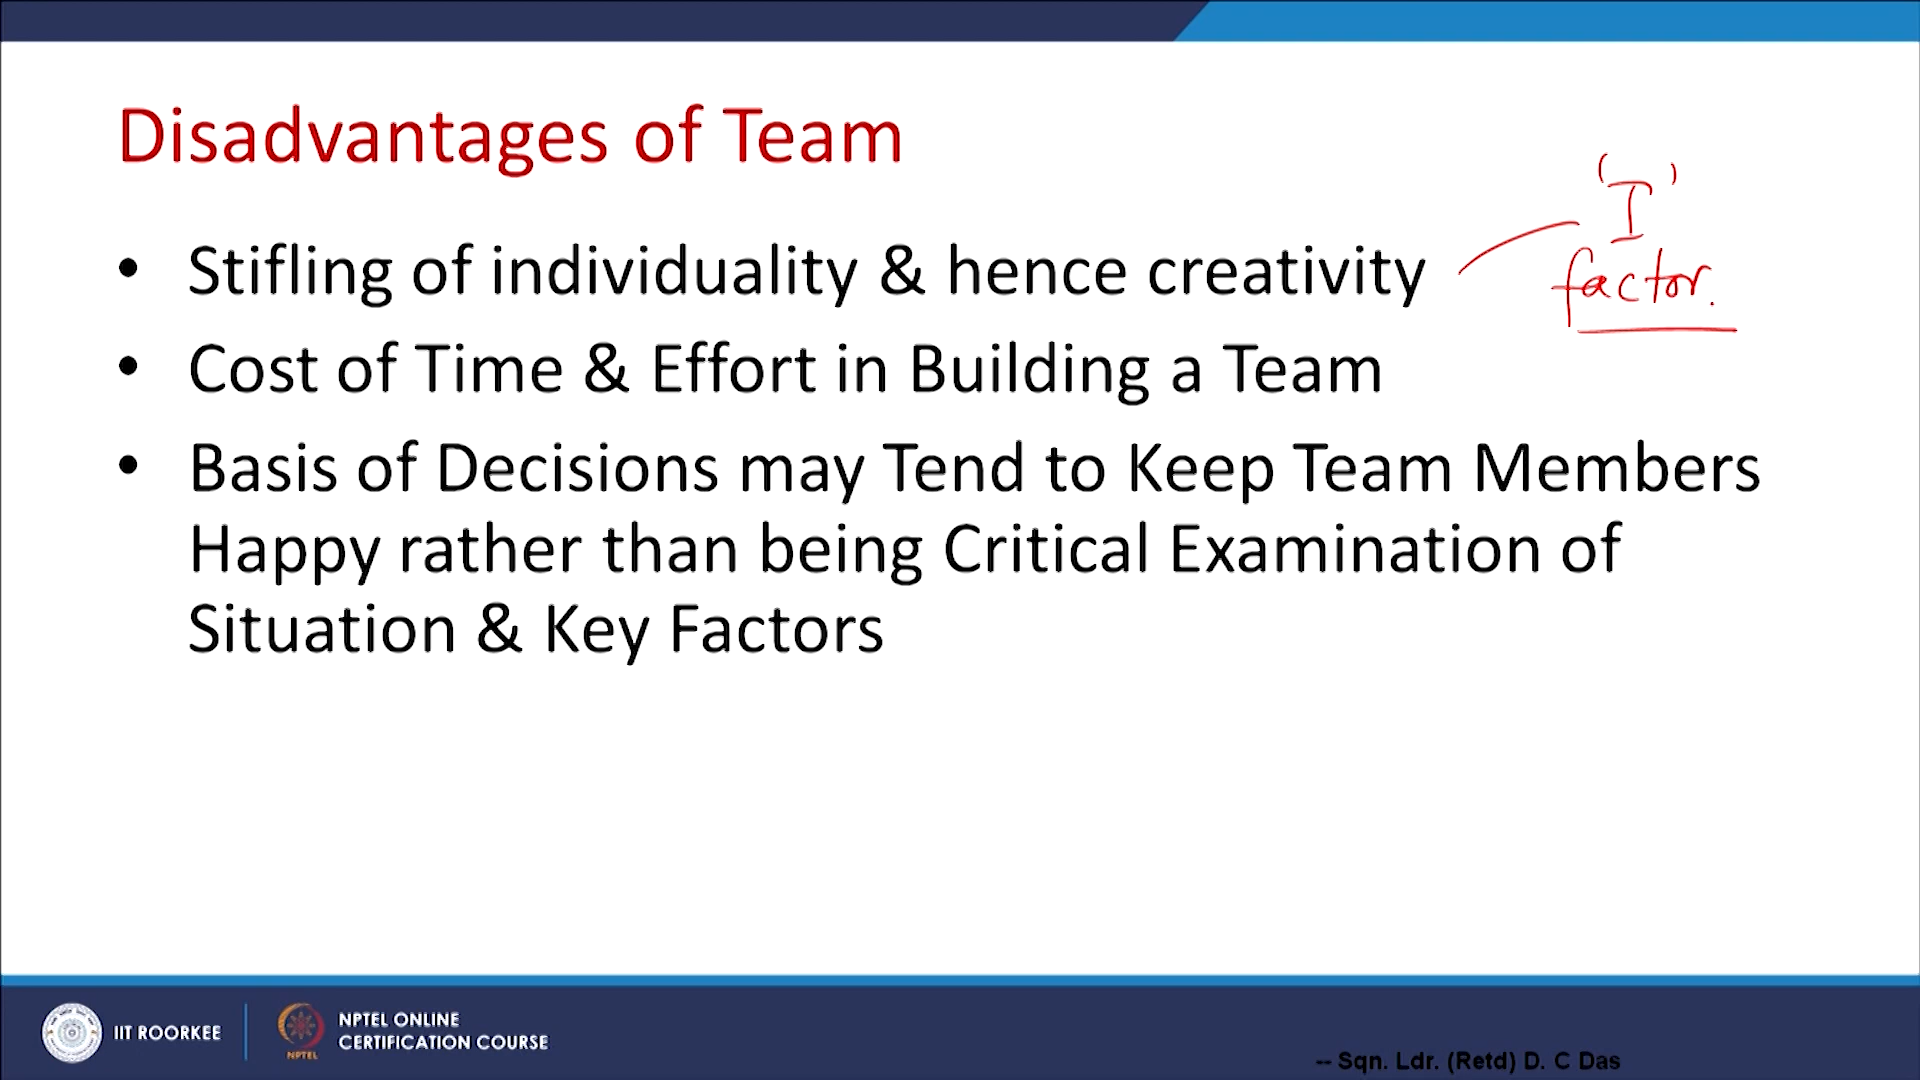 Disadvantages of Team
'I'
factor.
• Stifling of individuality & hence creativity
• Cost of Time & Effort in Building a Team
• Basis of Decisions may Tend to Keep Team Members
Happy rather than being Critical Examination of
Situation & Key Factors
IIT ROORKEE
NPTEL
NPTEL ONLINE
CERTIFICATION COURSE
-- Sqn. Ldr. (Retd) D. C Das